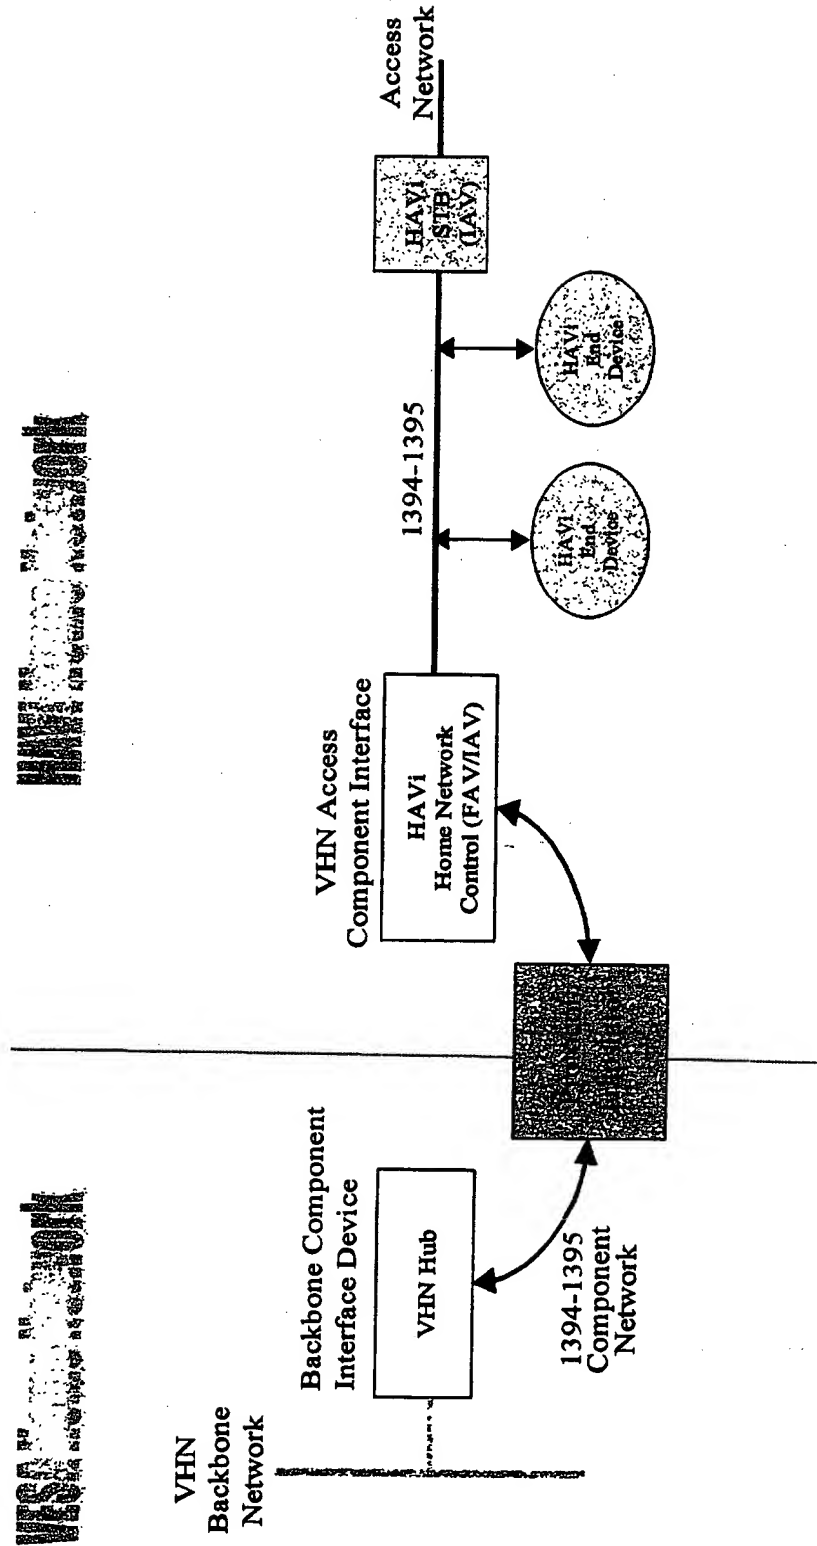 VHN
Backbone
Network
Backbone Component
Interface Device
VHN Hub
1394-1395
Component
Network
VHN Access
Component Interface
HAVi
Home Network
Control (FAV/IAV)
1394-1395
HAVi
End
Device
HAVi
End
Device
HAVi
STB
(IAV)
Access
Network